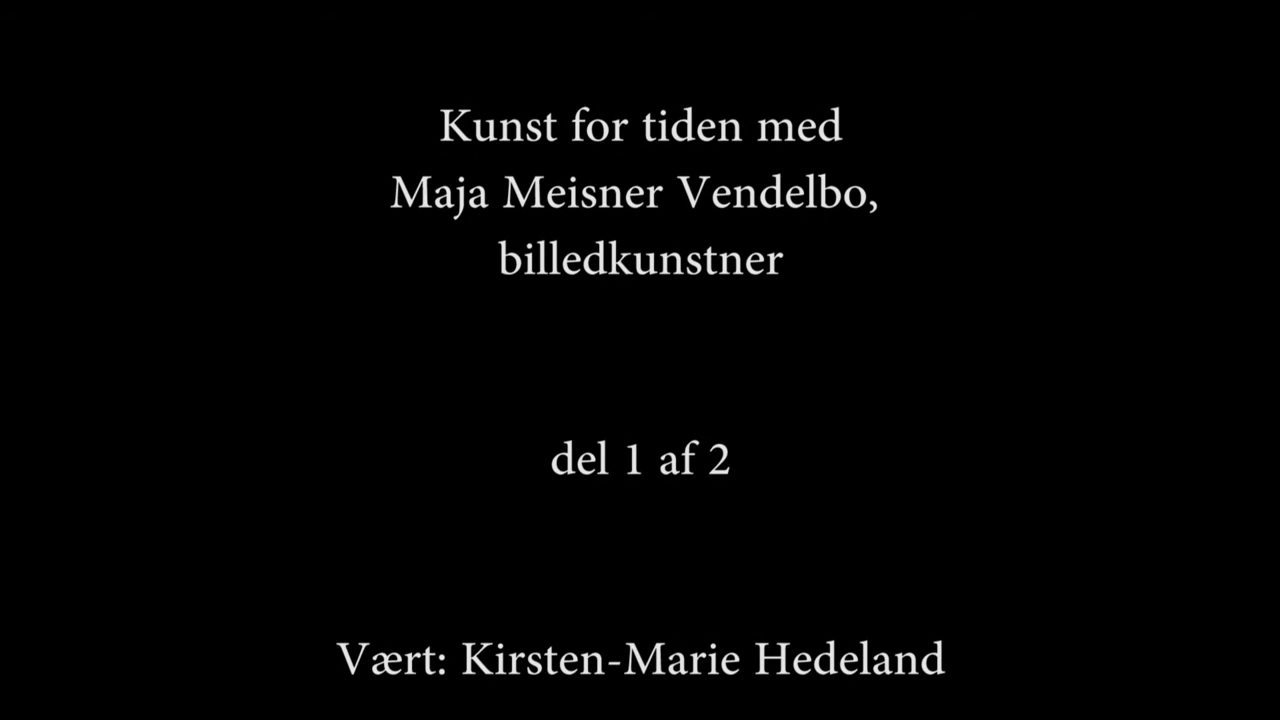 Kunst for tiden med
Maja Meisner Vendelbo,
billedkunstner
del 1 af 2
Vært: Kirsten-Marie Hedeland